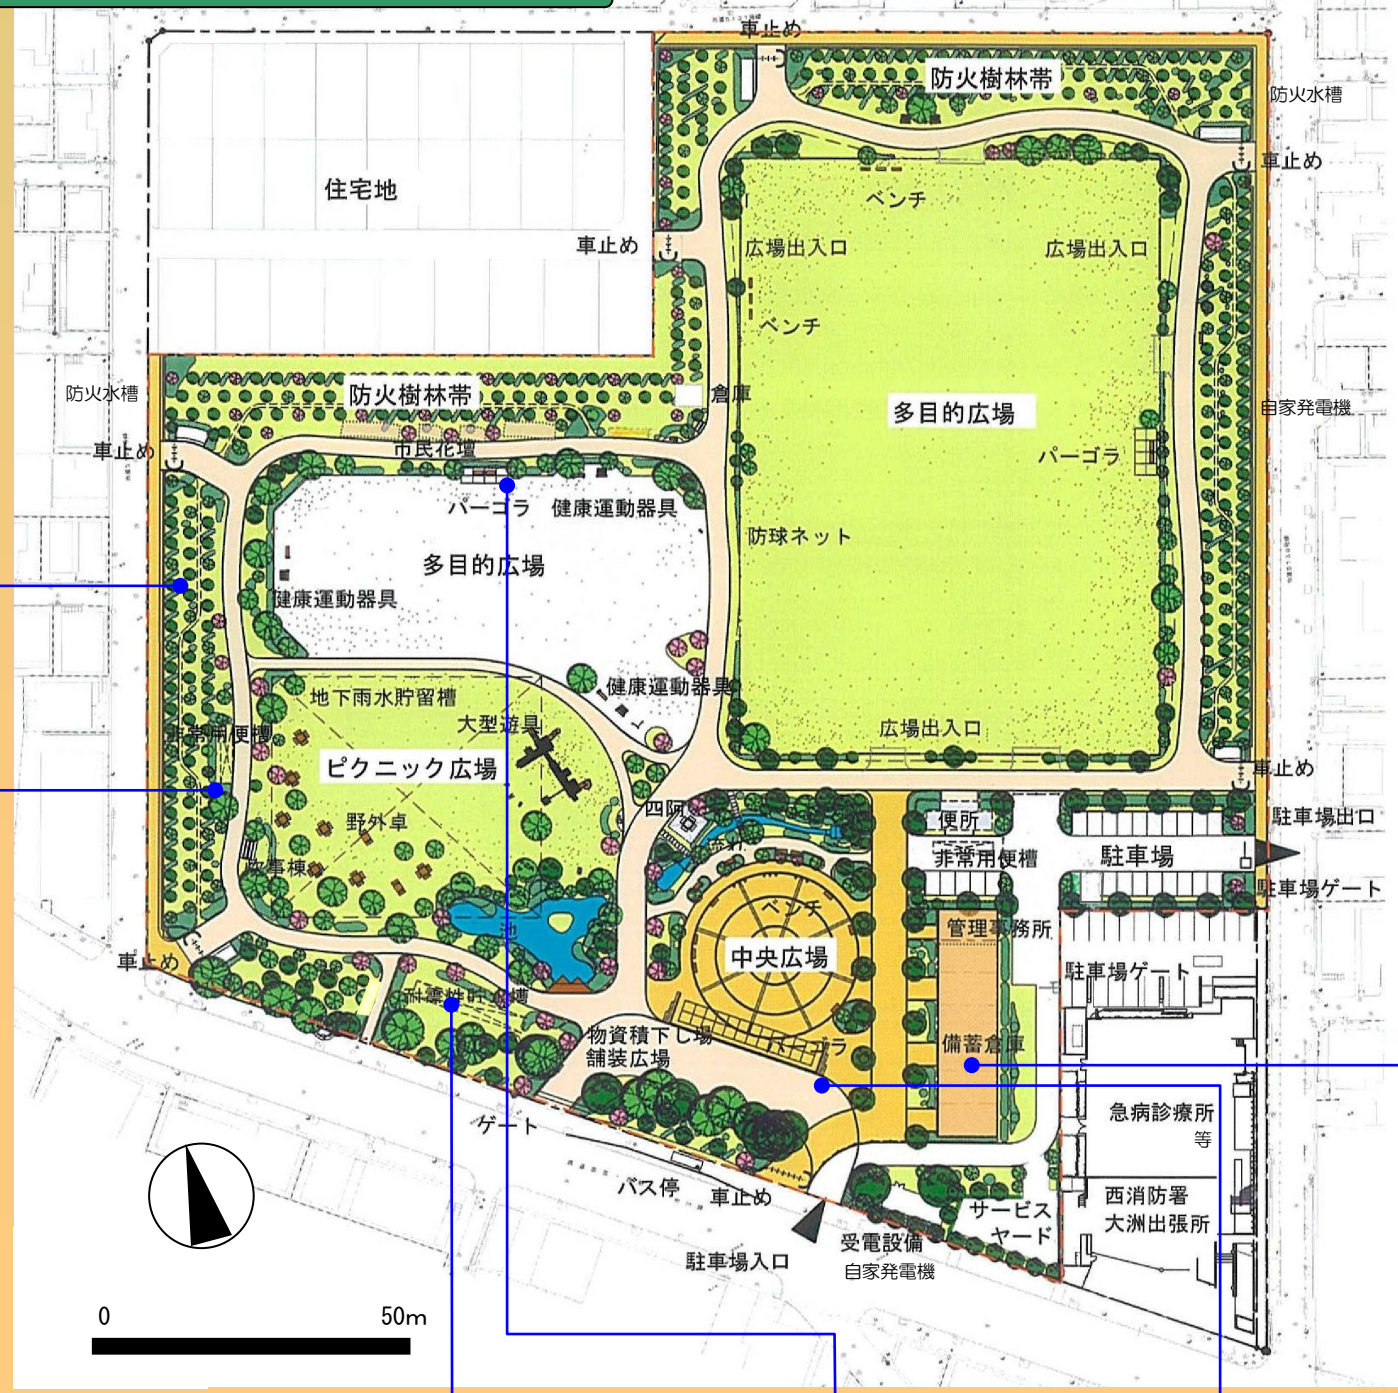 車止め
防火樹林帯
防火水槽
車止め
住宅地
ベンチ
車止め
広場出入口
広場出入口
ベンチ
防火水槽
防火樹林帯
倉庫
多目的広場
自家発電機
車止め
市民花壇
パーゴラ
パーゴラ
健康運動器具
防球ネット
多目的広場
健康運動器具
健康運動器具
地下雨水貯留槽
大型遊具
広場出入口
非常用便槽
ピクニック広場
車止め
四阿
便所
駐車場出口
野外卓
流れ
非常用便槽
駐車場
炊事棟
駐車場ゲート
ベンチ
池
管理事務所
中央広場
車止め
駐車場ゲート
耐震性貯水槽
物資積下し場
舗装広場
パーゴラ
備蓄倉庫
ゲート
急病診療所
等
バス停
車止め
西消防署
大洲出張所
サービス
ヤード
受電設備
駐車場入口
自家発電機
0
50m